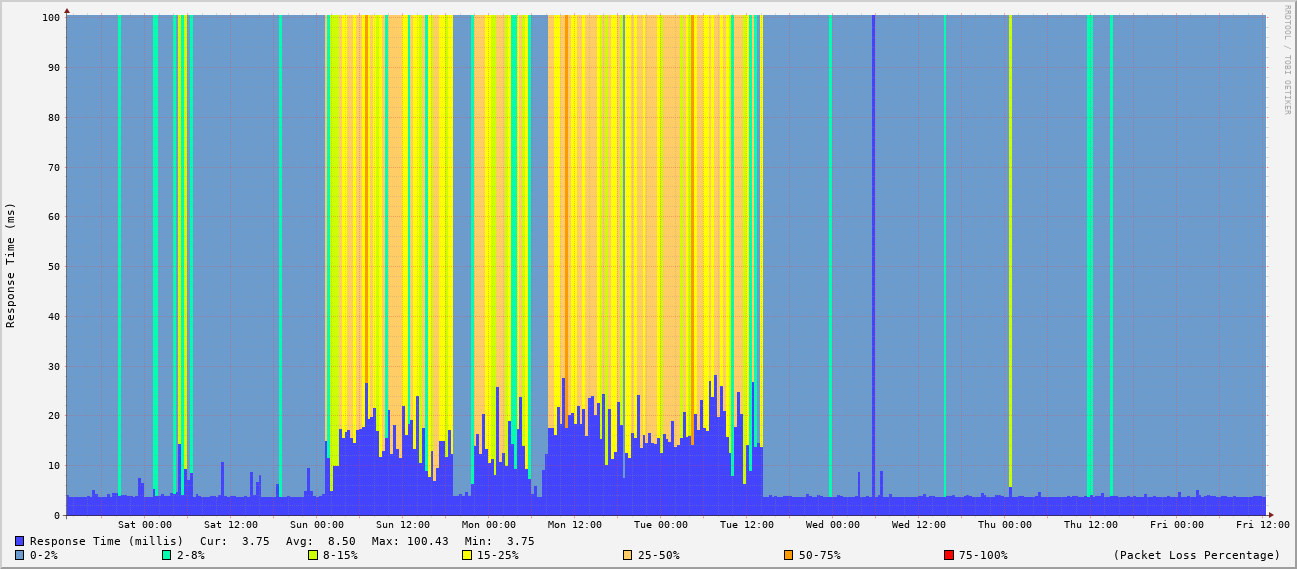 RRDTOOL / TOBI OETIKER
Response Time (ms)
100
90
80
70
60
50
40
30
20
10
0
Sat 00:00 Sat 12:00 Sun 00:00 Sun 12:00 Mon 00:00 Mon 12:00 Tue 00:00 Tue 12:00 Wed 00:00 Wed 12:00 Thu 00:00 Thu 12:00 Fri 00:00 Fri 12:00
Response Time (millis) Cur: 3.75 Avg: 8.50 Max: 100.43 Min: 3.75
0-2% 2-8% 8-15% 15-25% 25-50% 50-75% 75-100% (Packet Loss Percentage)